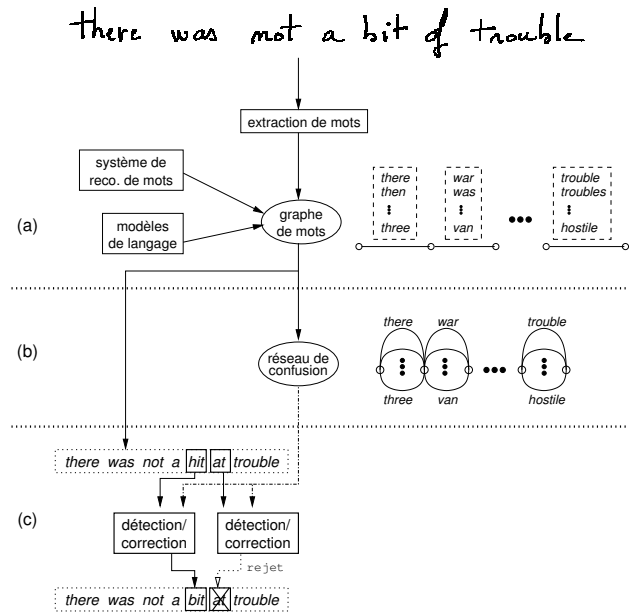 there was not a bit of trouble
extraction de mots
système de
reco. de mots
there war trouble
then was troubles
(a)
graphe
de mots
modèles
de langage
three van hostile
there war trouble
(b)
réseau de
confusion
three van hostile
there was not a hit at trouble
(c)
détection/
correction
détection/
correction
rejet
there was not a bit at trouble